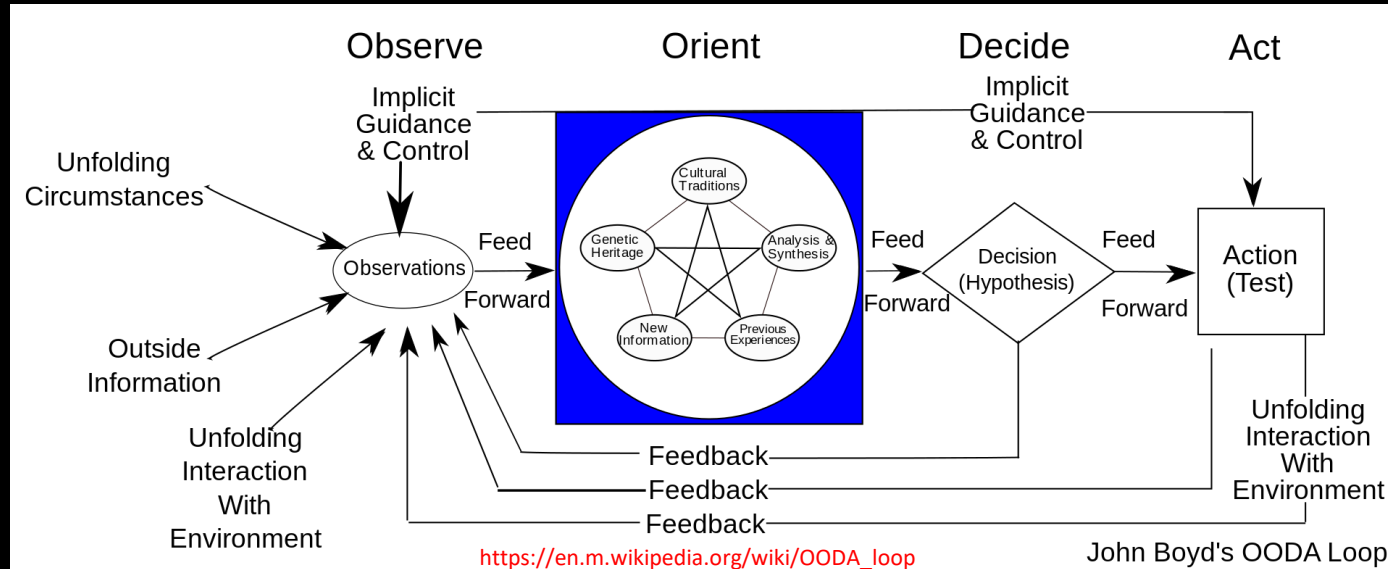 Observe
Orient
Decide
Act
Implicit
Guidance
& Control
Implicit
Guidance
& Control
Unfolding
Circumstances
Observations
Outside
Information
Unfolding
Interaction
With
Environment
Feed
Forward
Cultural
Traditions
Genetic
Heritage
Analysis &
Synthesis
New
Information
Previous
Experiences
Feed
Forward
Decision
(Hypothesis)
Feed
Forward
Action
(Test)
Unfolding
Interaction
With
Environment
Feedback
Feedback
Feedback
https://en.m.wikipedia.org/wiki/OODA_loop
John Boyd's OODA Loop